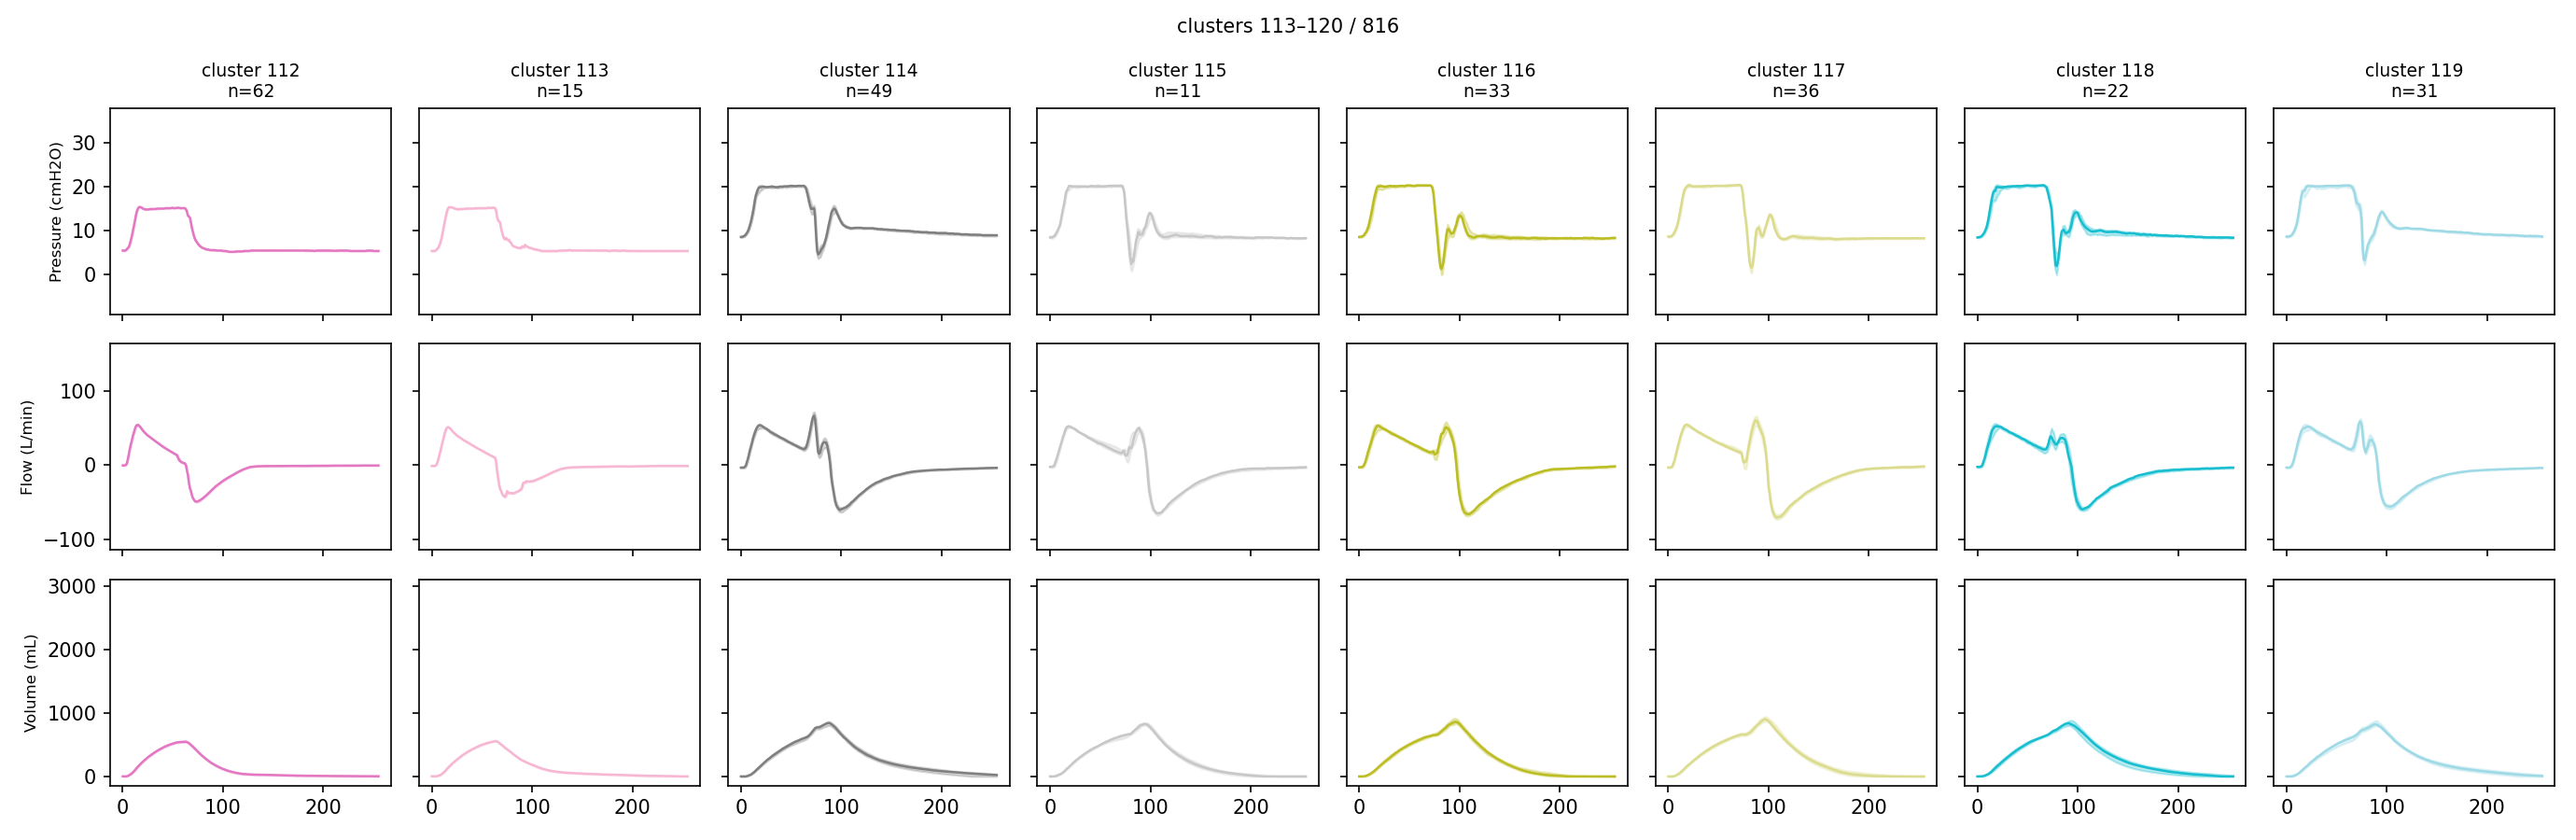 clusters 113–120 / 816
cluster 112
n=62
cluster 113
n=15
cluster 114
n=49
cluster 115
n=11
cluster 116
n=33
cluster 117
n=36
cluster 118
n=22
cluster 119
n=31
Pressure (cmH2O)
30
20
10
0
Flow (L/min)
100
0
−100
Volume (mL)
3000
2000
1000
0
0 100 200
0 100 200
0 100 200
0 100 200
0 100 200
0 100 200
0 100 200
0 100 200